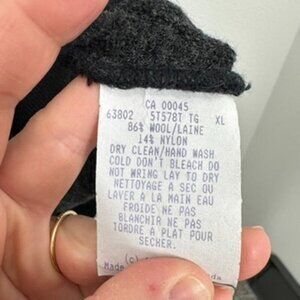 CA 00045
63802 5T578T TG XL
86% WOOL/LAINE
14% NYLON
DRY CLEAN/HAND WASH
COLD DON'T BLEACH DO
NOT WRING LAY TO DRY
NETTOYAGE A SEC OU
LAVER A LA MAIN EAU
FROIDE NE PAS
BLANCHIR NE PAS
TORDRE A PLAT POUR
SECHER.
(c)
Made